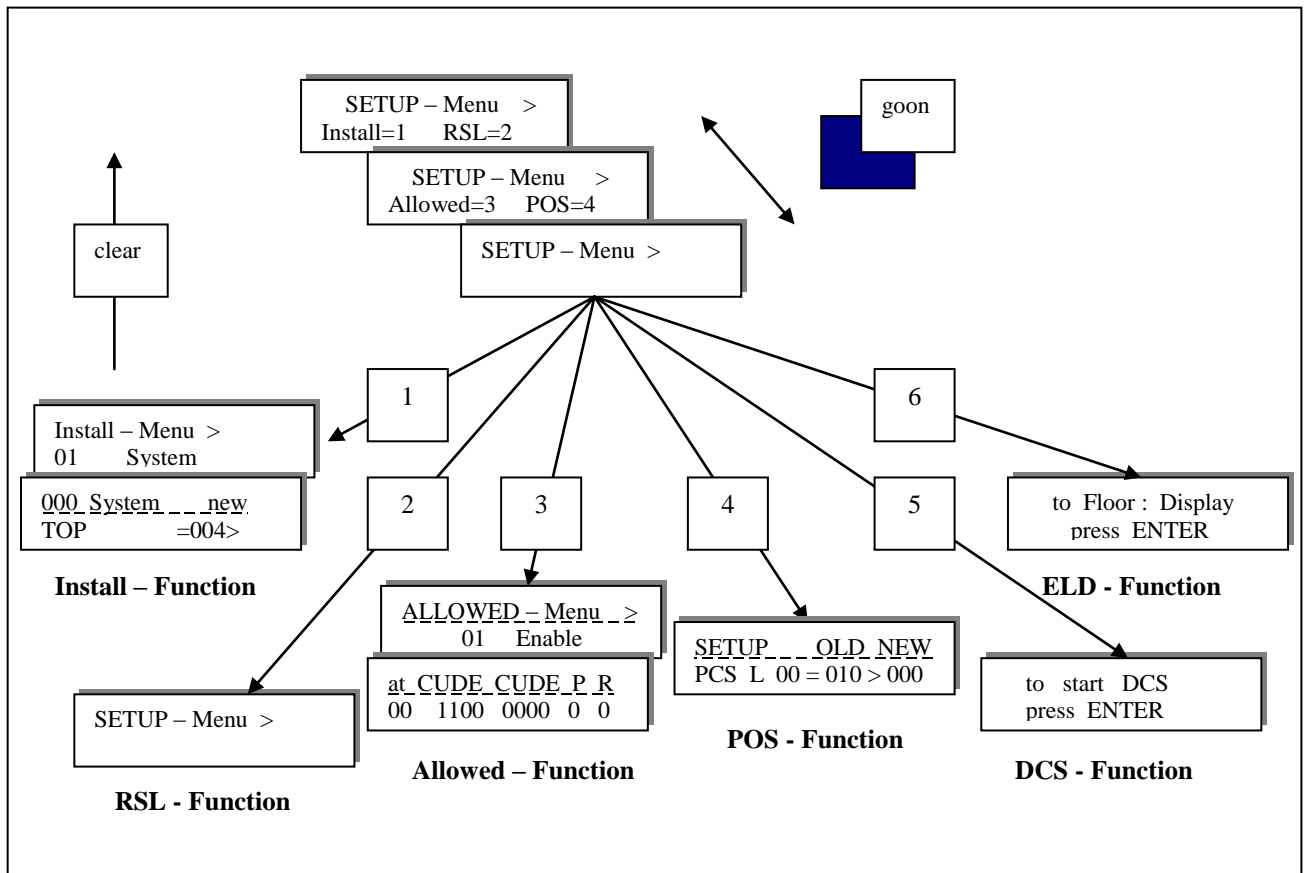 SETUP – Menu >
Install=1 RSL=2
goon
SETUP – Menu >
Allowed=3 POS=4
clear
SETUP – Menu >
1
6
Install – Menu >
01 System
000 System new
TOP =004>
Install – Function
2
3
4
5
to Floor : Display
press ENTER
ELD - Function
ALLOWED – Menu >
01 Enable
at CUDE CUDE P R
00 1100 0000 0 0
Allowed – Function
SETUP OLD NEW
PCS L 00 = 010 > 000
POS - Function
to start DCS
press ENTER
DCS - Function
SETUP – Menu >
RSL - Function